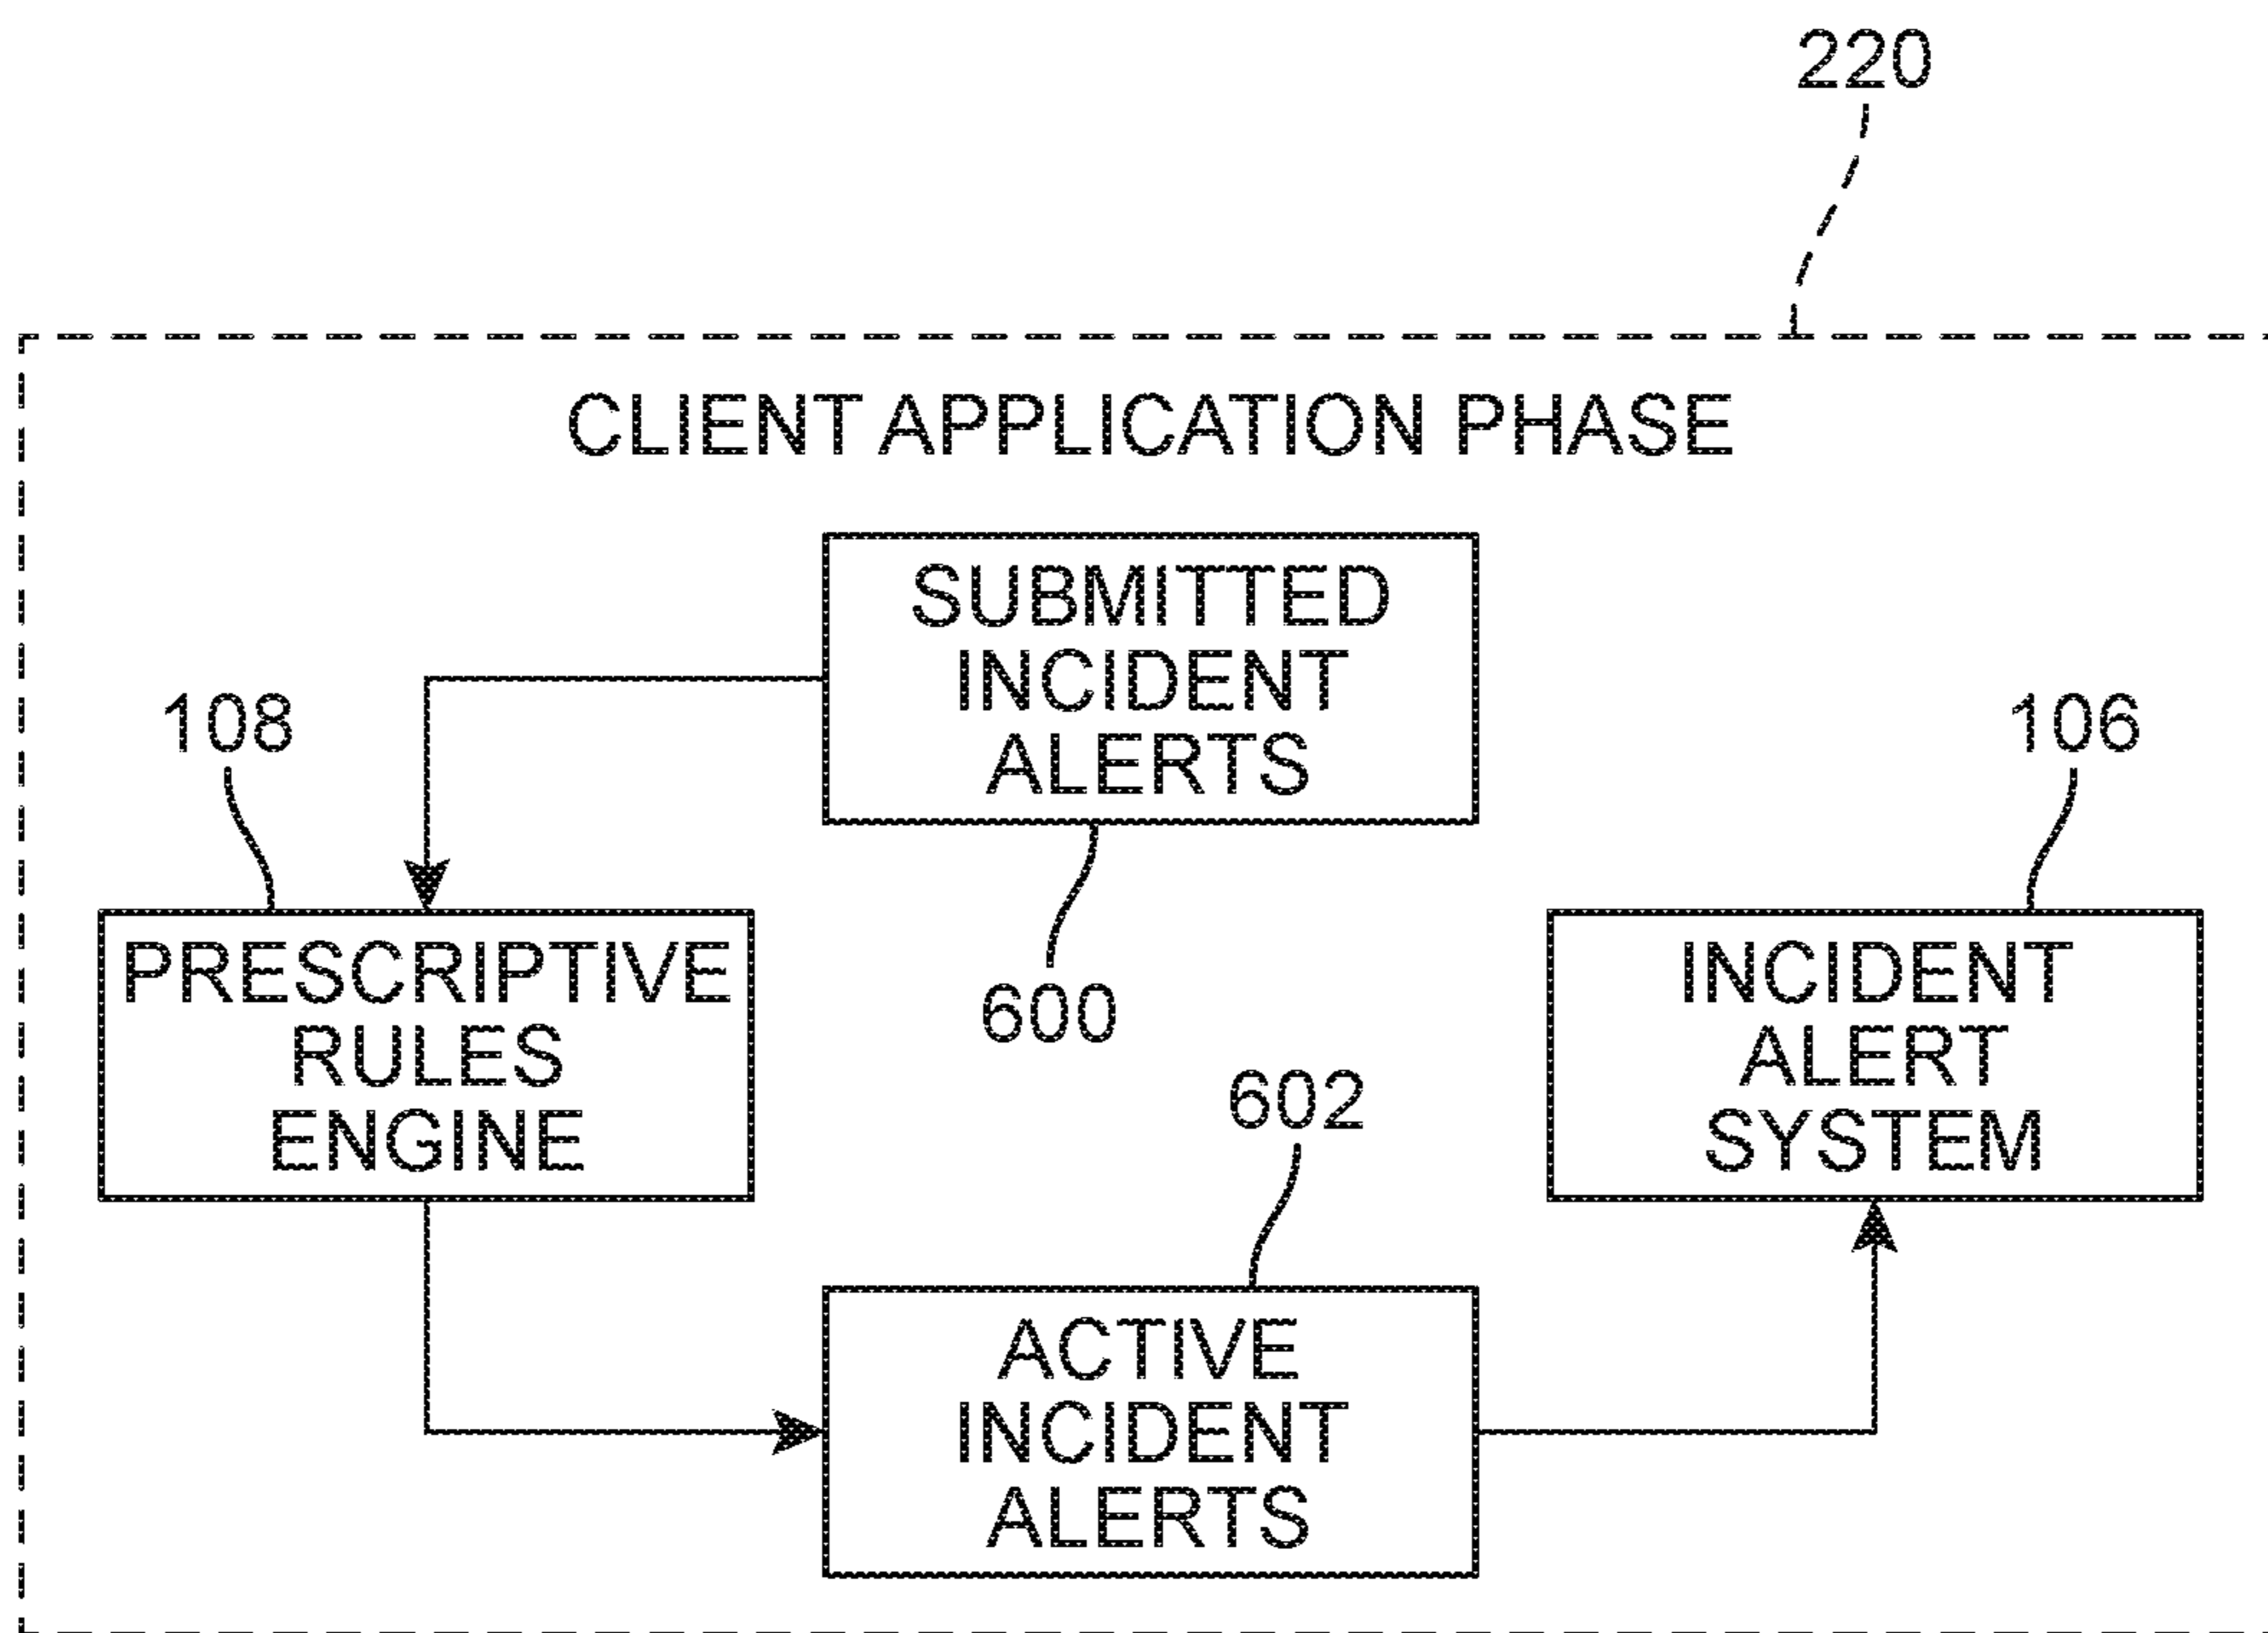 220
CLIENT APPLICATION PHASE
SUBMITTED
INCIDENT
ALERTS
108
106
PRESCRIPTIVE
RULES
ENGINE
600
INCIDENT
ALERT
SYSTEM
602
ACTIVE
INCIDENT
ALERTS